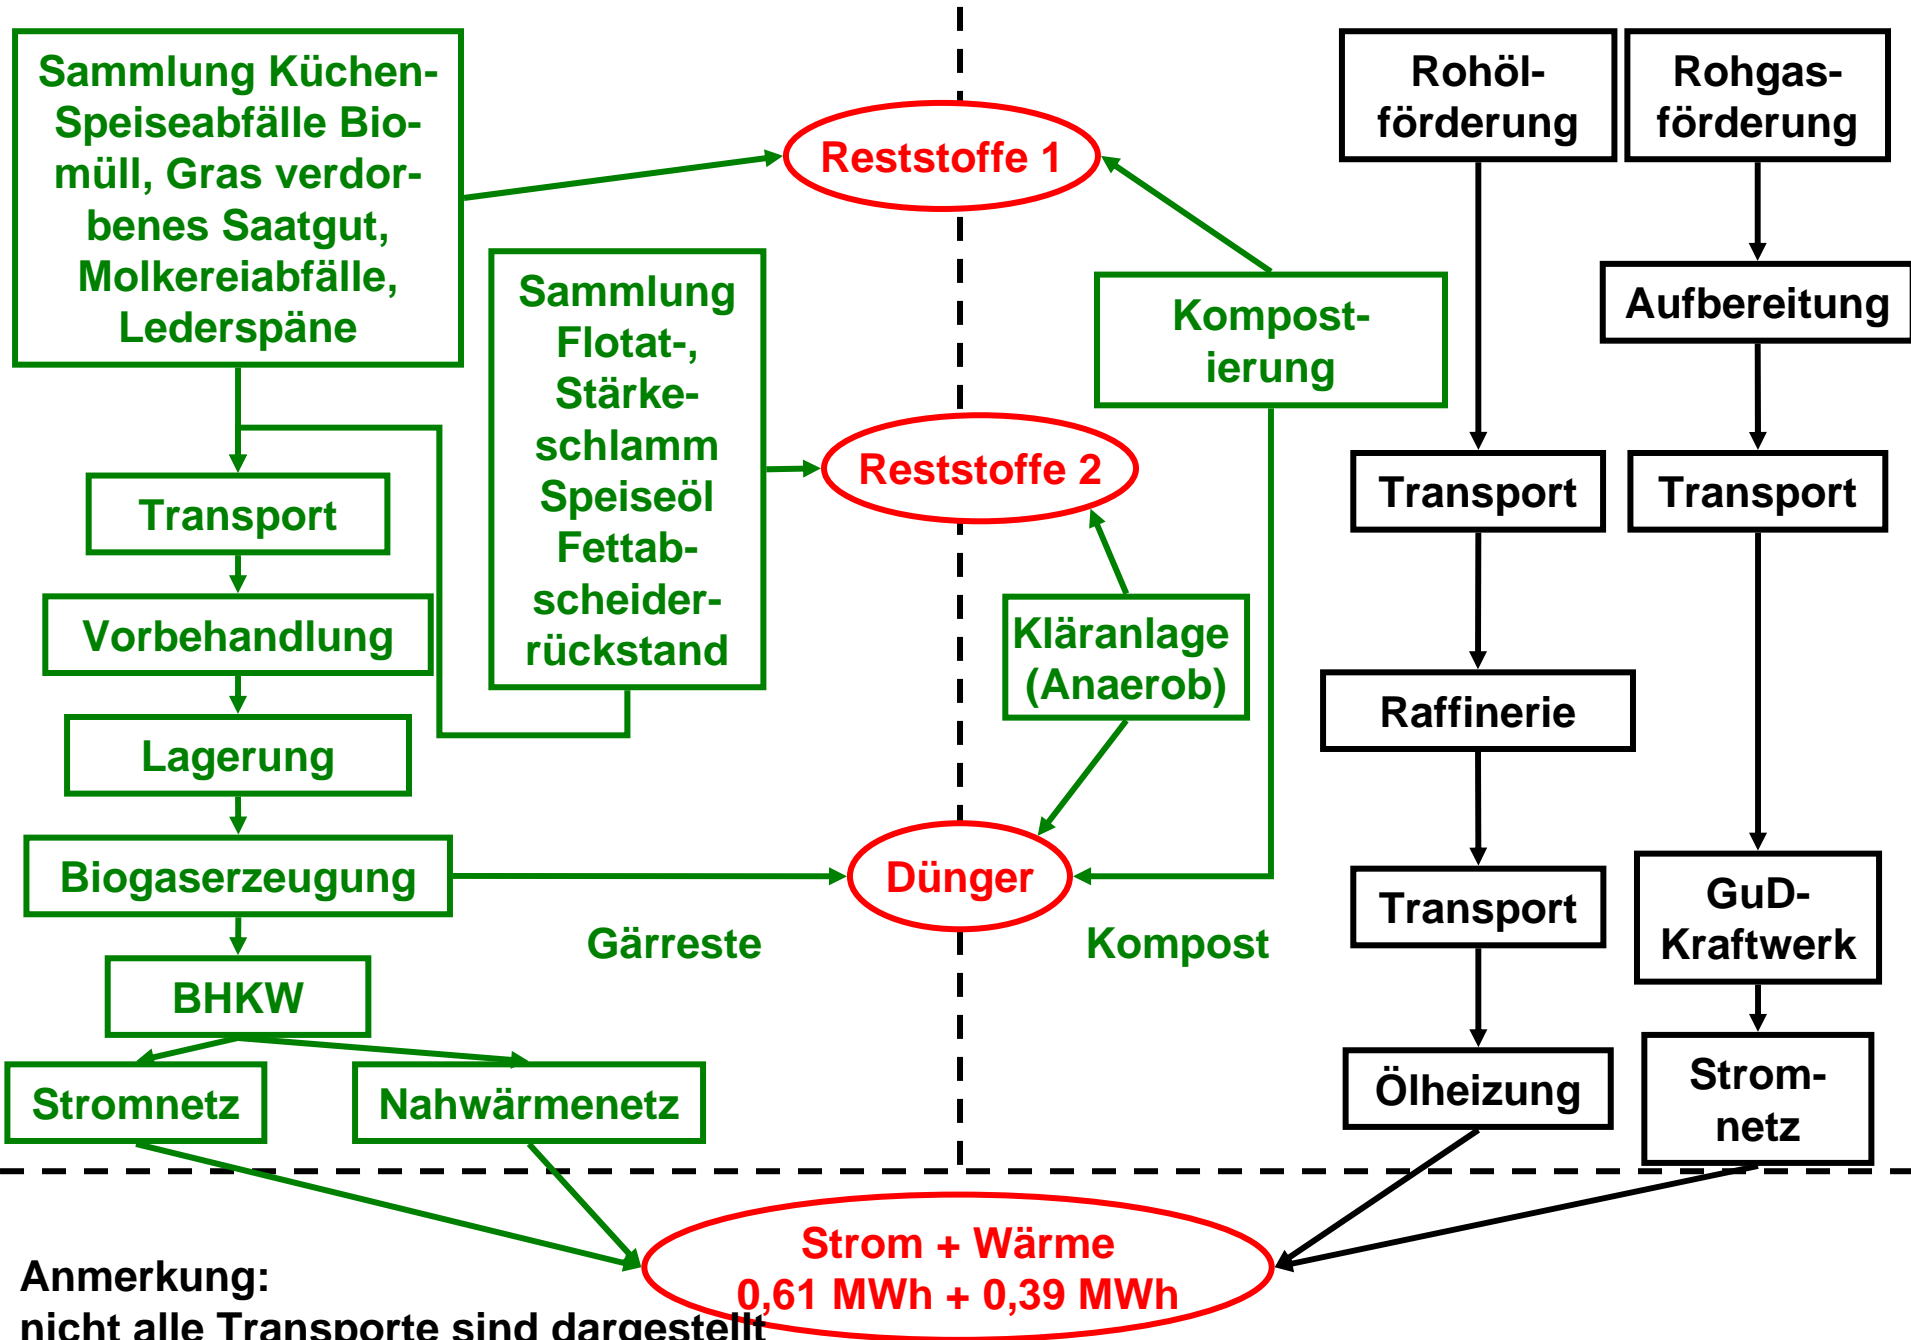 Sammlung Küchen-
Speiseabfälle Bio-
müll, Gras verdor-
benes Saatgut,
Molkereiabfälle,
Lederspäne
Transport
Vorbehandlung
Lagerung
Biogaserzeugung
BHKW
Stromnetz
Nahwärmenetz
Sammlung
Flotat-,
Stärke-
schlamm
Speiseöl
Fettab-
scheider-
rückstand
Gärreste
Reststoffe 1
Reststoffe 2
Dünger
Kompost-
ierung
Kläranlage
(Anaerob)
Kompost
Rohöl-
förderung
Transport
Raffinerie
Transport
Ölheizung
Rohgas-
förderung
Aufbereitung
Transport
GuD-
Kraftwerk
Strom-
netz
Strom + Wärme
0,61 MWh + 0,39 MWh
Anmerkung:
nicht alle Transporte sind dargestellt